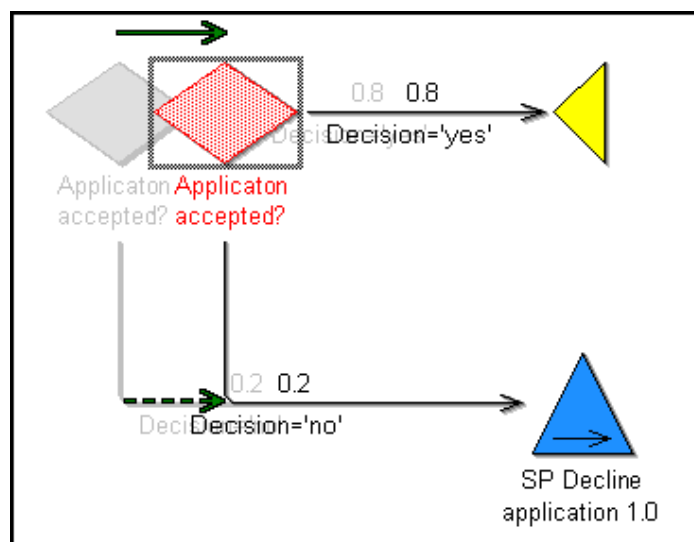 0.8 0.8
Decision='yes'
Applicaton Applicaton
accepted? accepted?
0.2 0.2
Decision='no'
SP Decline
application 1.0